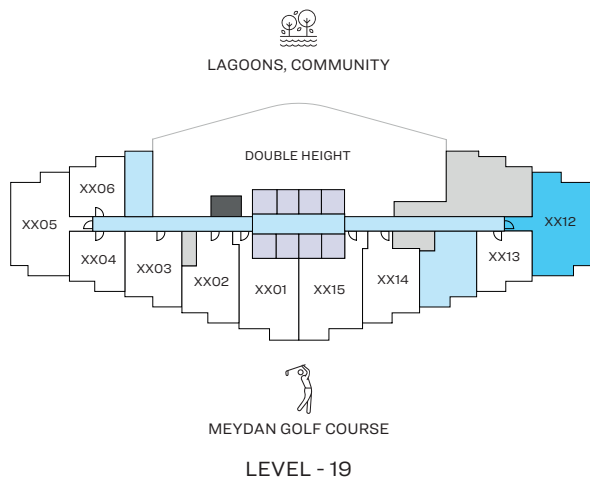 LAGOONS, COMMUNITY
DOUBLE HEIGHT
XX06
XX05
XX12
XX04
XX03
XX02
XX01
XX15
XX14
XX13
MEYDAN GOLF COURSE
LEVEL - 19